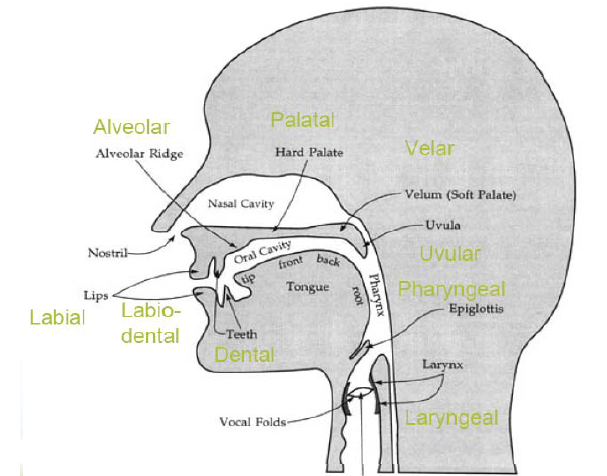 Alveolar
Palatal
Velar
Alveolar Ridge
Hard Palate
Nasal Cavity
Velum (Soft Palate)
Uvula
Nostril
Oral Cavity
Uvular
tip
front
back
Tongue
root
Pharynx
Pharyngeal
Lips
Labial
Labio-
dental
Epiglottis
Teeth
Dental
Larynx
Vocal Folds
Laryngeal